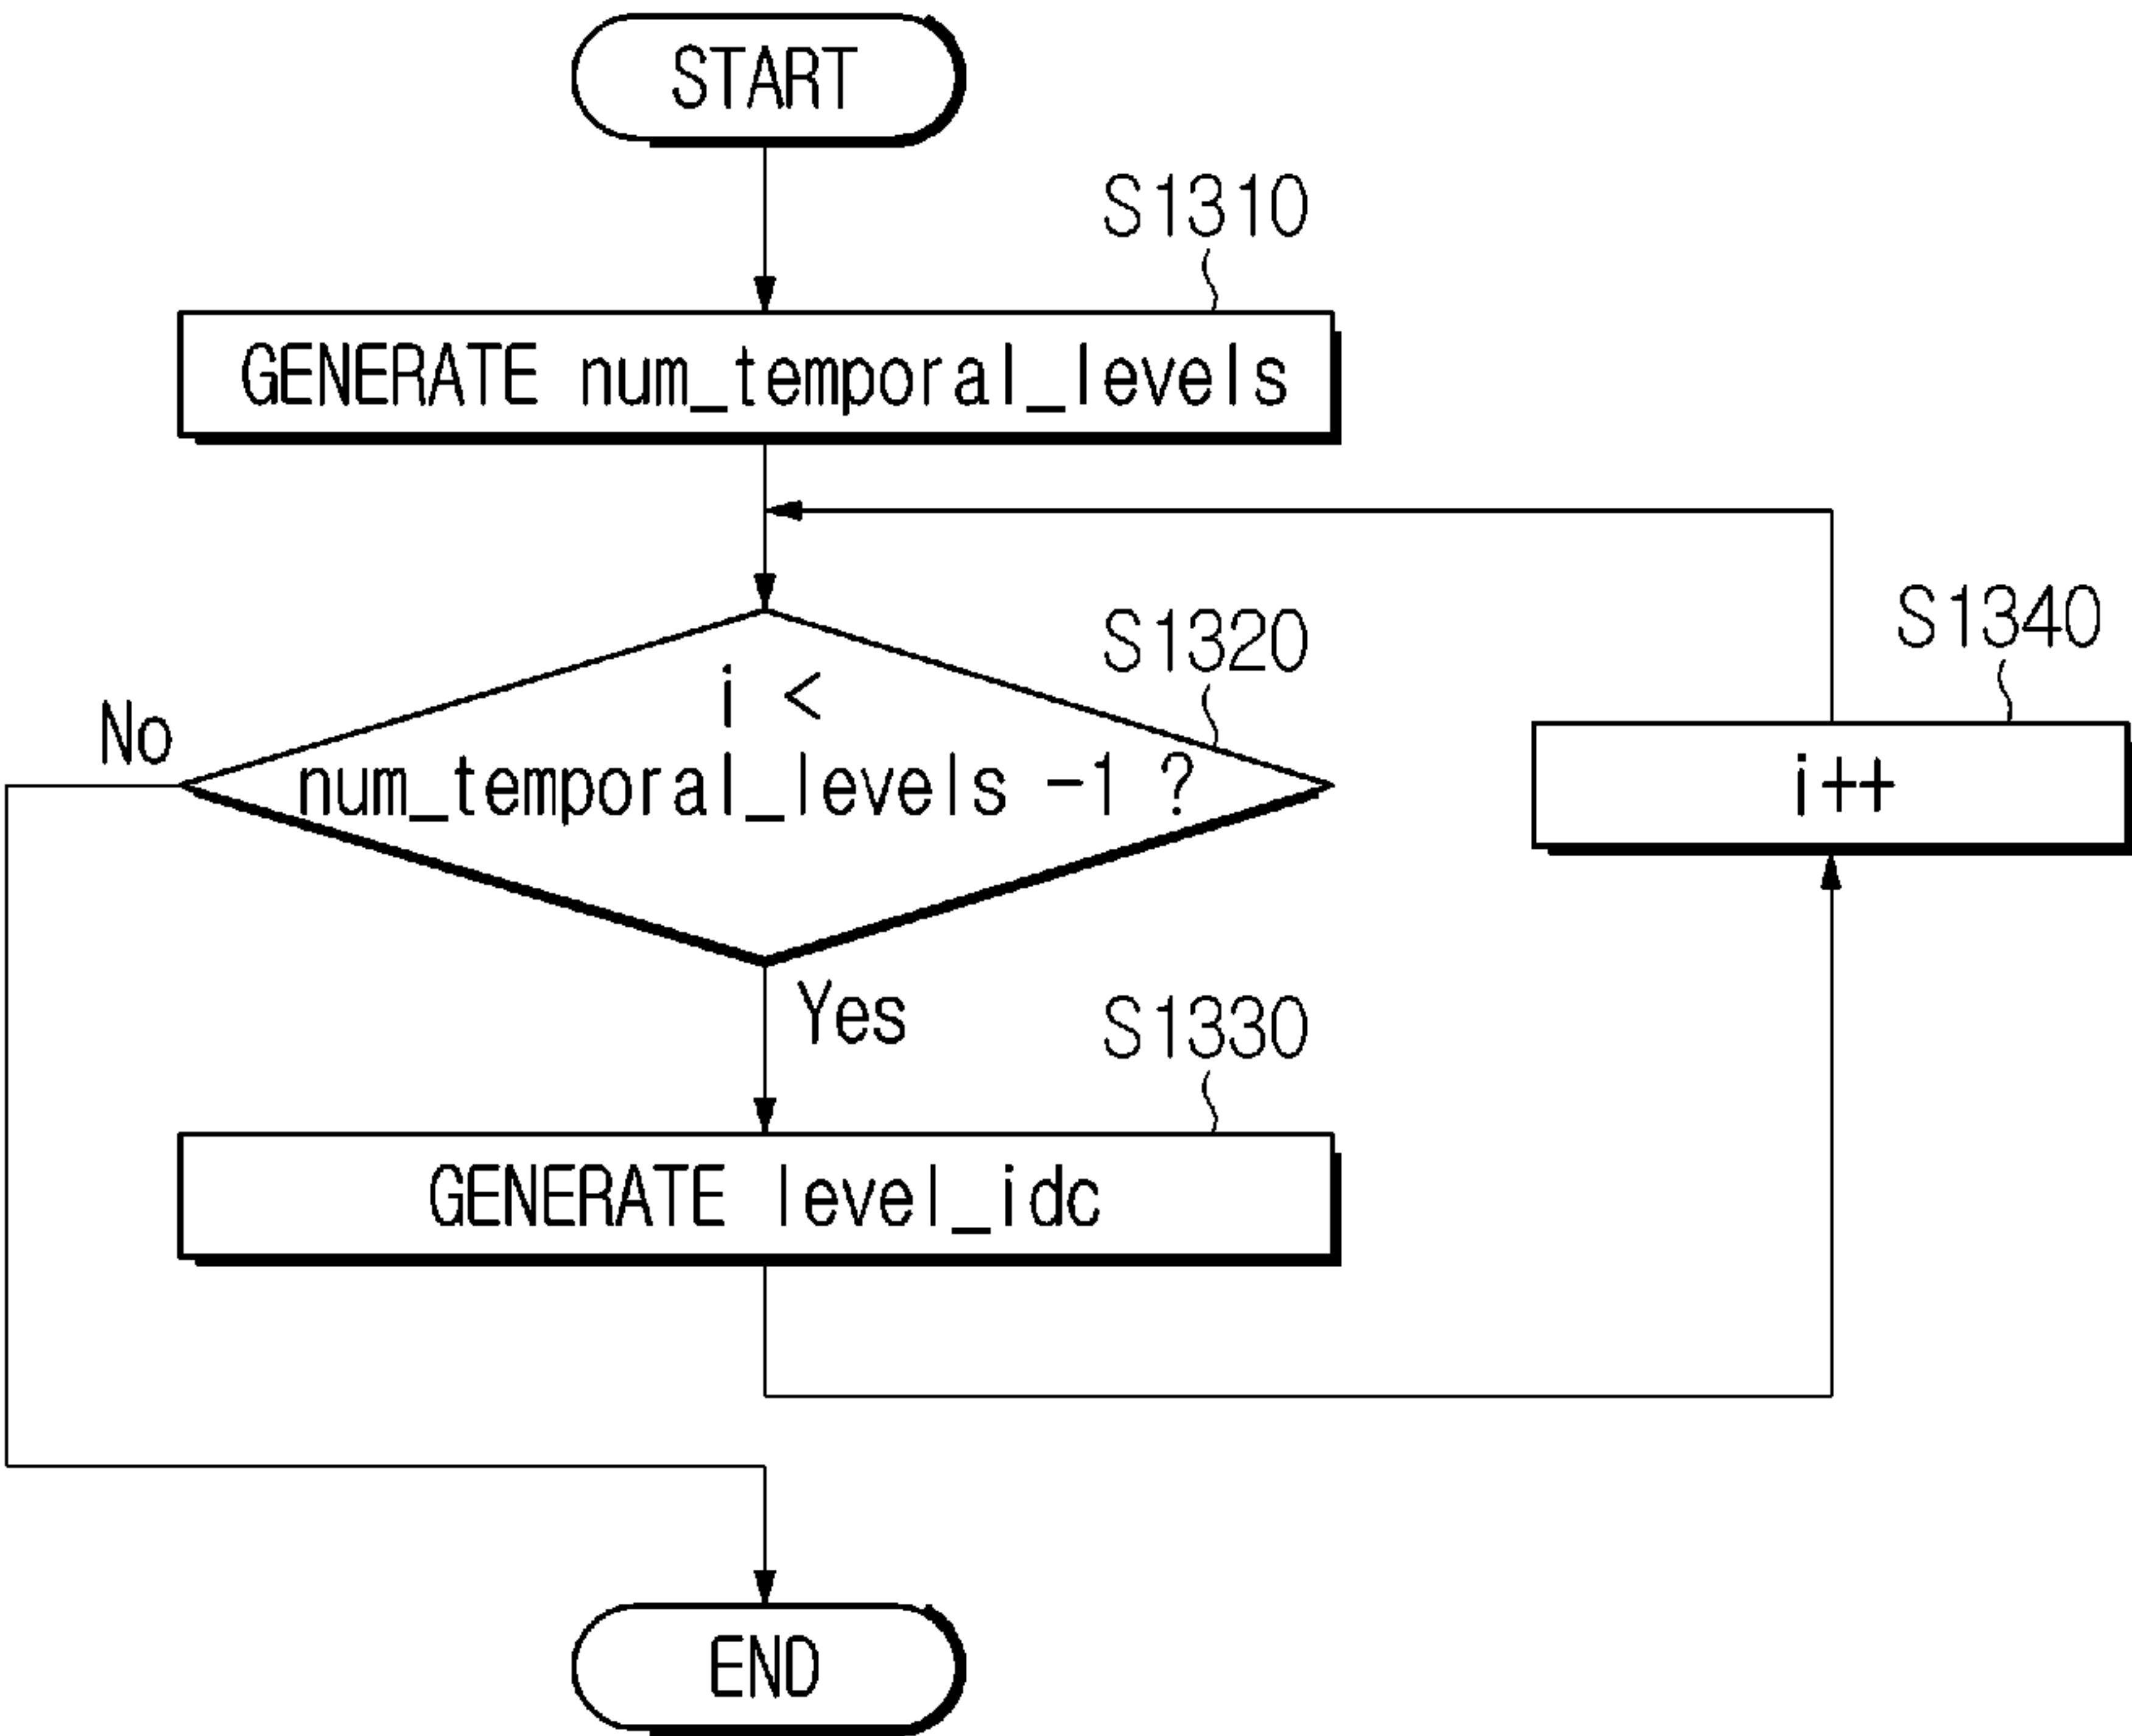 START
S1310
GENERATE num_temporal_levels
S1320
S1340
i <
No
num_temporal_levels -1 ?
i++
Yes
S1330
GENERATE level_idc
END